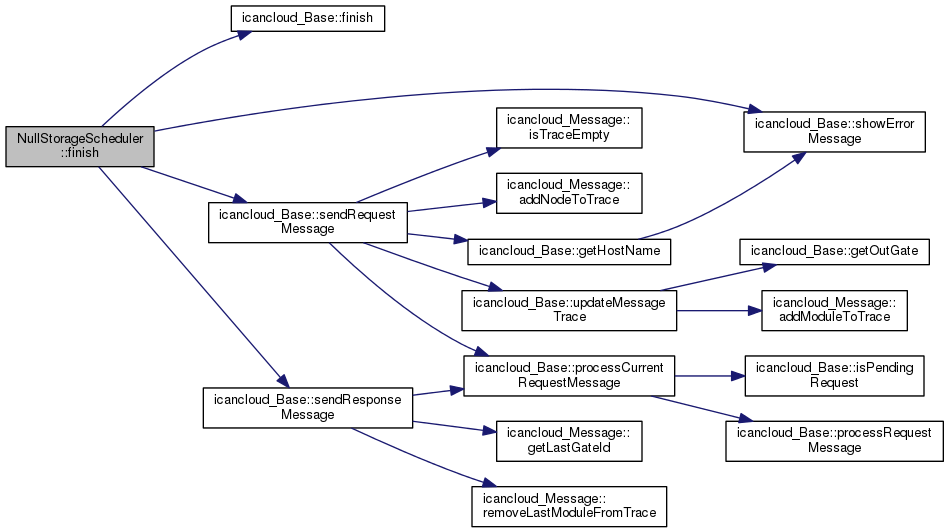 icancloud_Base::finish
NullStorageScheduler
::finish
icancloud_Base::showError
Message
icancloud_Message::
isTraceEmpty
icancloud_Message::
addNodeToTrace
icancloud_Base::sendRequest
Message
icancloud_Base::getHostName
icancloud_Base::getOutGate
icancloud_Base::updateMessage
Trace
icancloud_Message::
addModuleToTrace
icancloud_Base::processCurrent
RequestMessage
icancloud_Base::isPending
Request
icancloud_Base::sendResponse
Message
icancloud_Message::
getLastGateId
icancloud_Base::processRequest
Message
icancloud_Message::
removeLastModuleFromTrace